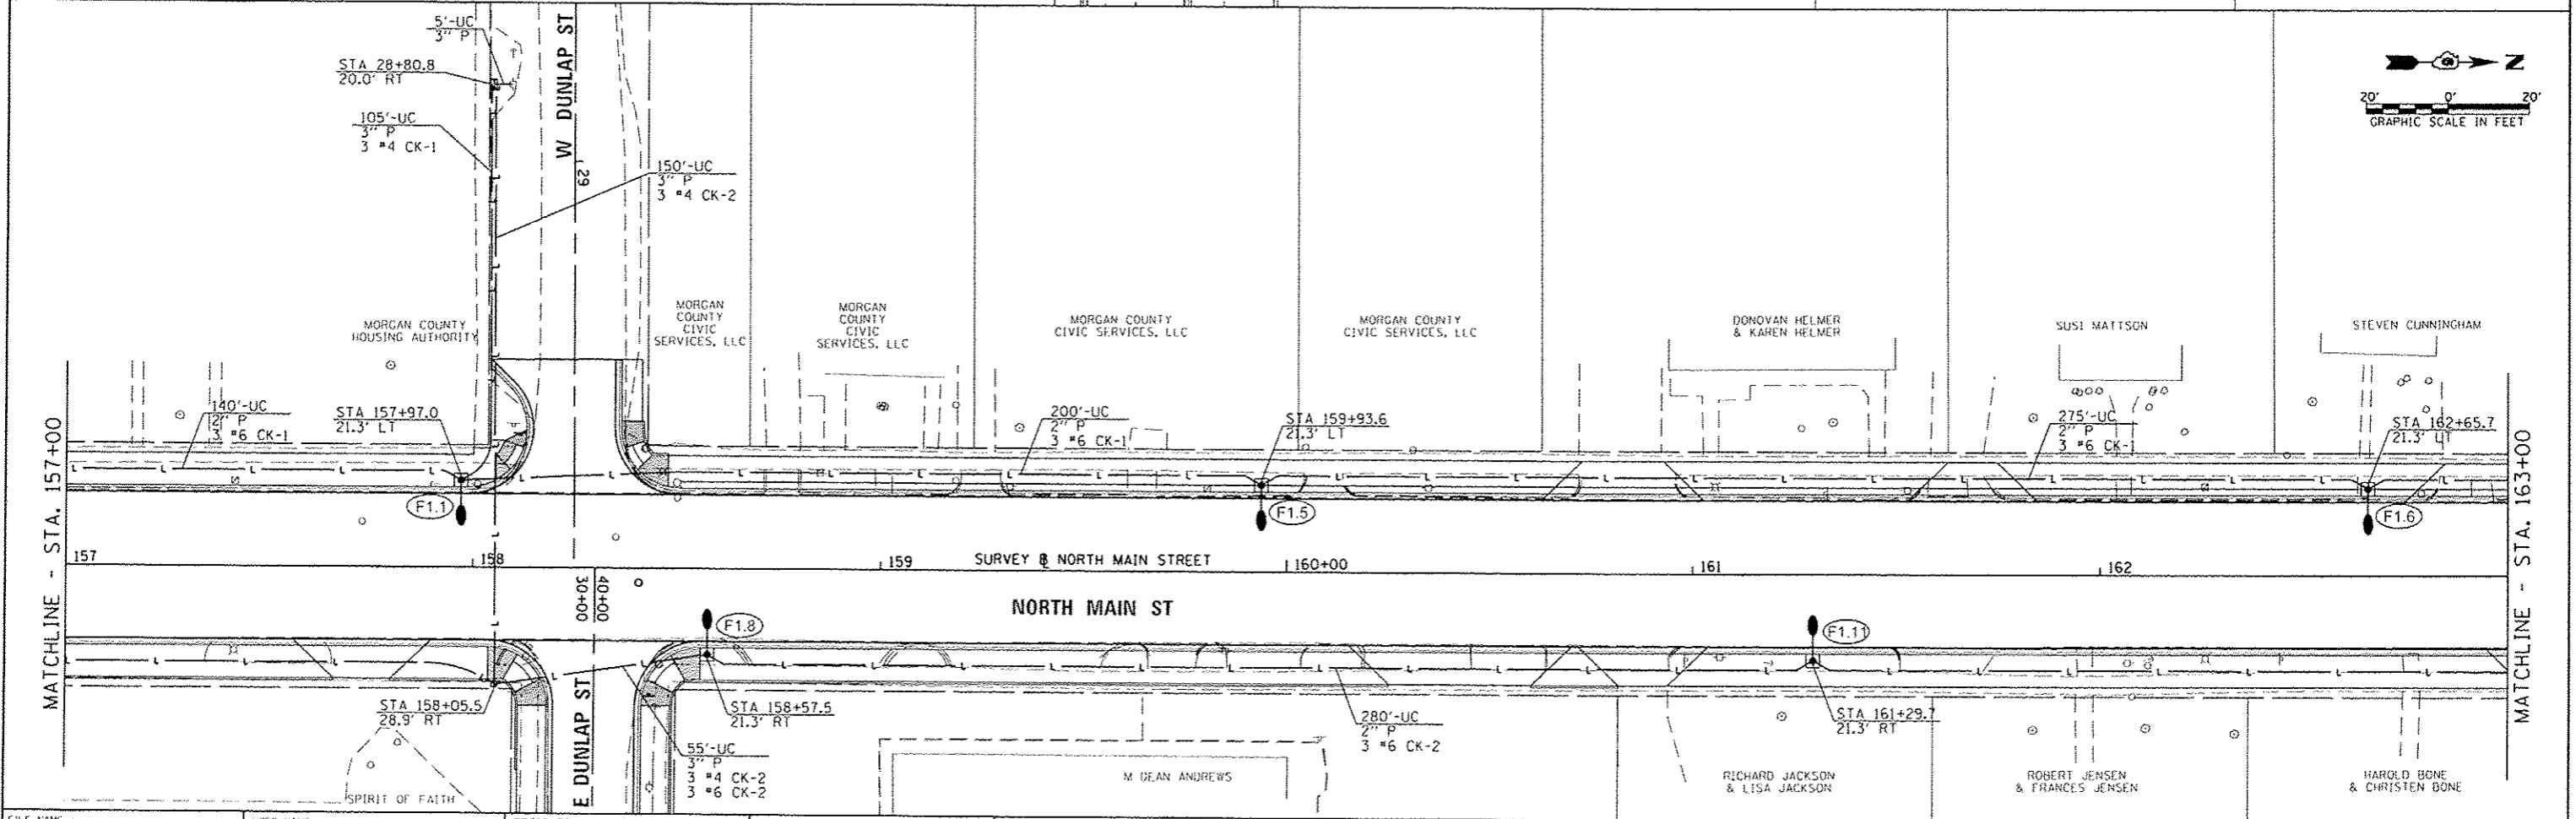 5'-UC
3" P
STA 28+80.8
20.0' RT
105'-UC
3" P
3 #4 CK-1
W DUNLAP ST
29
150'-UC
3" P
3 #4 CK-2
N
20' 0' 20'
GRAPHIC SCALE IN FEET
MORGAN COUNTY
HOUSING AUTHORITY
MORGAN
COUNTY
CIVIC
SERVICES, LLC
MORGAN
COUNTY
CIVIC
SERVICES, LLC
MORGAN COUNTY
CIVIC SERVICES, LLC
MORGAN COUNTY
CIVIC SERVICES, LLC
DONOVAN HELMER
& KAREN HELMER
SUSI MATTSON
STEVEN CUNNINGHAM
140'-UC
2" P
3 #6 CK-1
STA 157+97.0
21.3' LT
200'-UC
2" P
3 #6 CK-1
STA 159+93.6
21.3' LT
275'-UC
2" P
3 #6 CK-1
STA 162+65.7
21.3' LT
F1.1
F1.5
F1.6
MATCHLINE - STA. 157+00
157
158
159
SURVEY ℄ NORTH MAIN STREET
160+00
161
162
MATCHLINE - STA. 163+00
30+00
40+00
NORTH MAIN ST
F1.8
F1.11
STA 158+05.5
28.9' RT
E DUNLAP ST
STA 158+57.5
21.3' RT
55'-UC
3" P
3 #4 CK-2
3 #6 CK-2
280'-UC
2" P
3 #6 CK-2
STA 161+29.7
21.3' RT
SPIRIT OF FAITH
M DEAN ANDREWS
RICHARD JACKSON
& LISA JACKSON
ROBERT JENSEN
& FRANCES JENSEN
HAROLD BONE
& CHRISTEN BONE